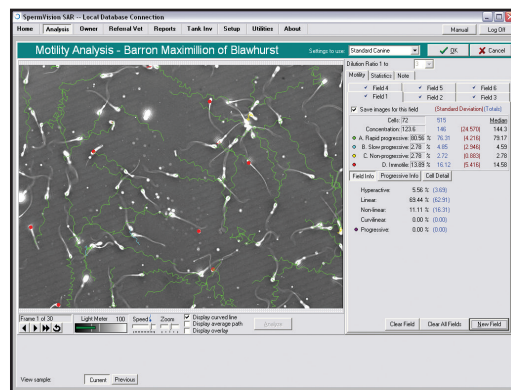 SpermVision SAR -- Local Database Connection
Home Analysis Owner Referral Vet Reports Tank Inv Setup Utilities About Manual Log Off
Motility Analysis - Barron Maximillion of Blawhurst Settings to use: Standard Canine OK Cancel
Dilution Ratio 1 to
Motility Statistics Note
Field 4 Field 5 Field 6
Field 1 Field 2 Field 3
Save images for this field (Standard Deviation) (Totals)
Cells: 72 515 Median
Concentration: 123.6 146 (24.570) 144.3
A. Rapid progressive: 80.56 % 76.31 (4.216) 79.17
B. Slow progressive: 2.78 % 4.85 (2.946) 4.59
C. Non-progressive: 2.78 % 2.72 (0.883) 2.78
D. Immotile: 13.89 % 16.12 (5.416) 14.58
Field Info Progressive Info Cell Detail
Hyperactive: 5.56 % (3.69)
Linear: 69.44 % (62.91)
Non-linear: 11.11 % (16.31)
Curvilinear: 0.00 % (0.00)
Progressive: 0.00 % (0.00)
Frame 1 of 30 Light Meter 100 Speed Zoom
Display curved line
Display average path
Display overlay
Clear Field Clear All Fields New Field
View sample: Current Previous